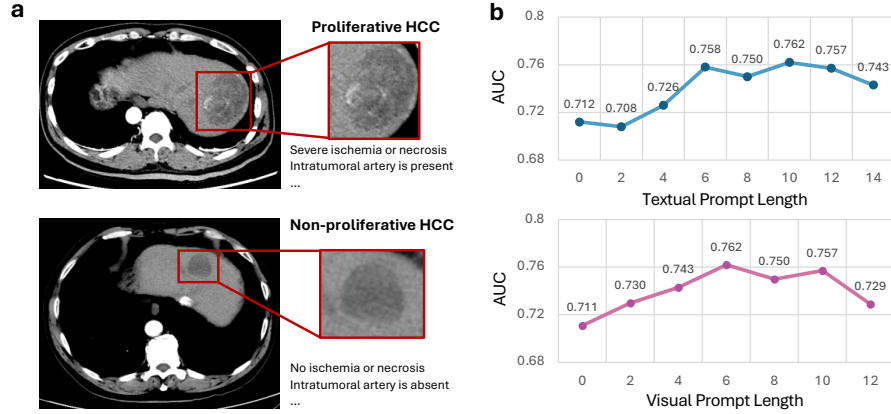 a
Proliferative HCC
Severe ischemia or necrosis
Intratumoral artery is present
...
Non-proliferative HCC
No ischemia or necrosis
Intratumoral artery is absent
...
b
0.8
0.76
0.72
0.68
AUC
0.712
0.708
0.726
0.758
0.750
0.762
0.757
0.743
0 2 4 6 8 10 12 14
Textual Prompt Length
0.8
0.76
0.72
0.68
AUC
0.711
0.730
0.743
0.762
0.750
0.757
0.729
0 2 4 6 8 10 12
Visual Prompt Length